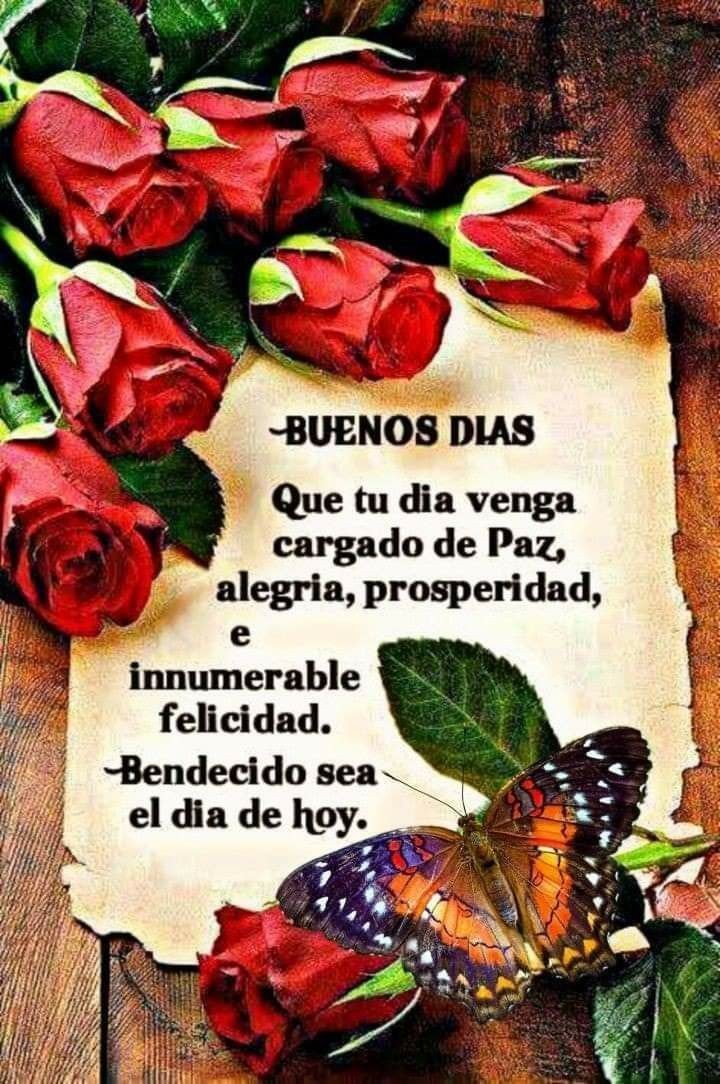 BUENOS DIAS
Que tu dia venga
cargado de Paz,
alegria, prosperidad,
e
innumerable
felicidad.
Bendecido sea
el dia de hoy.